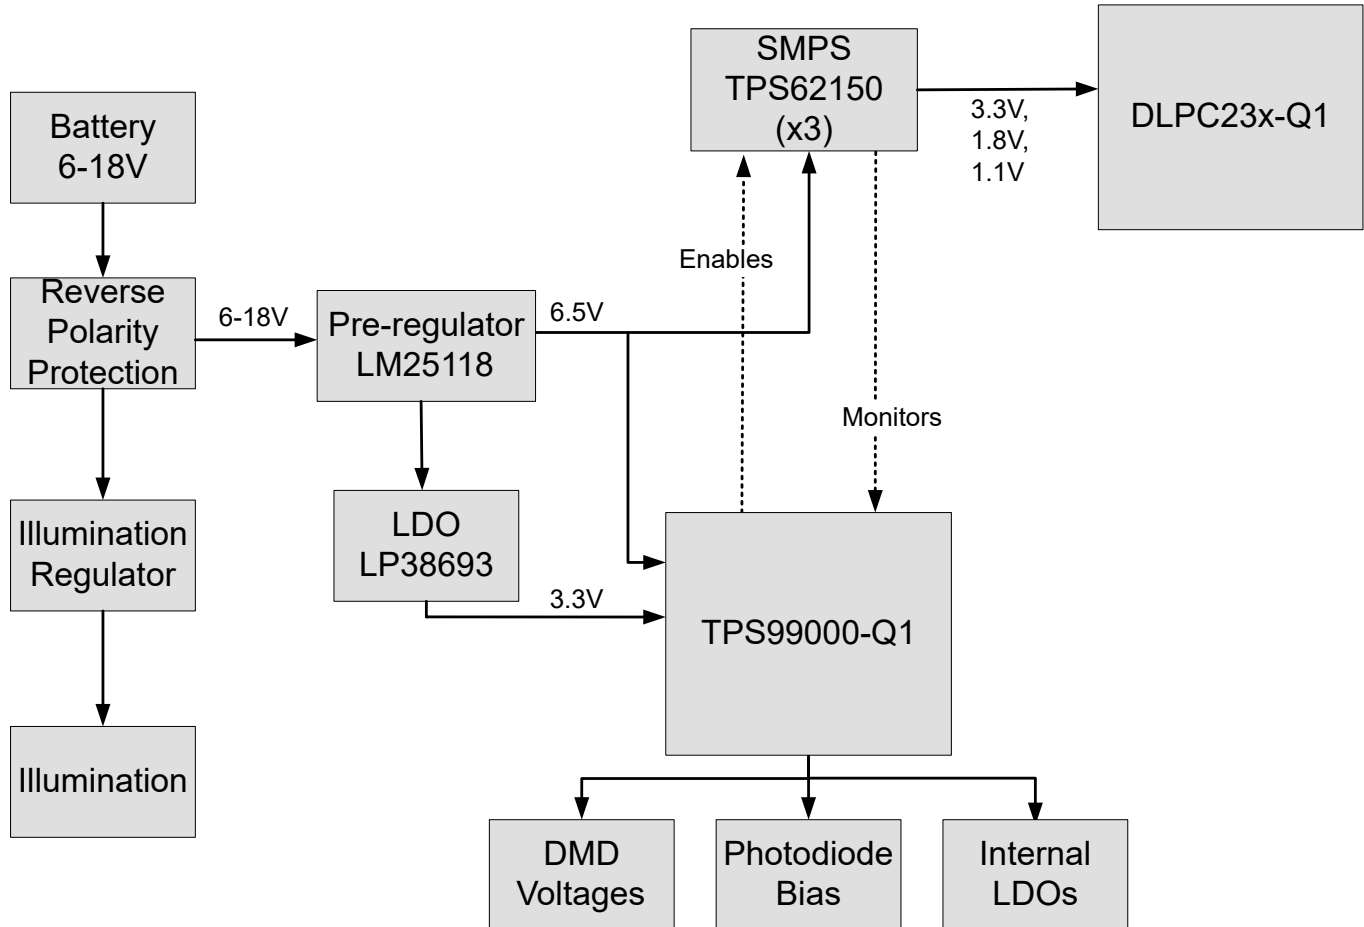 Battery
6-18V
Reverse
Polarity
Protection
6-18V
Illumination
Regulator
Illumination
Pre-regulator
LM25118
6.5V
LDO
LP38693
3.3V
SMPS
TPS62150
(x3)
3.3V,
1.8V,
1.1V
DLPC23x-Q1
Enables
Monitors
TPS99000-Q1
DMD
Voltages
Photodiode
Bias
Internal
LDOs